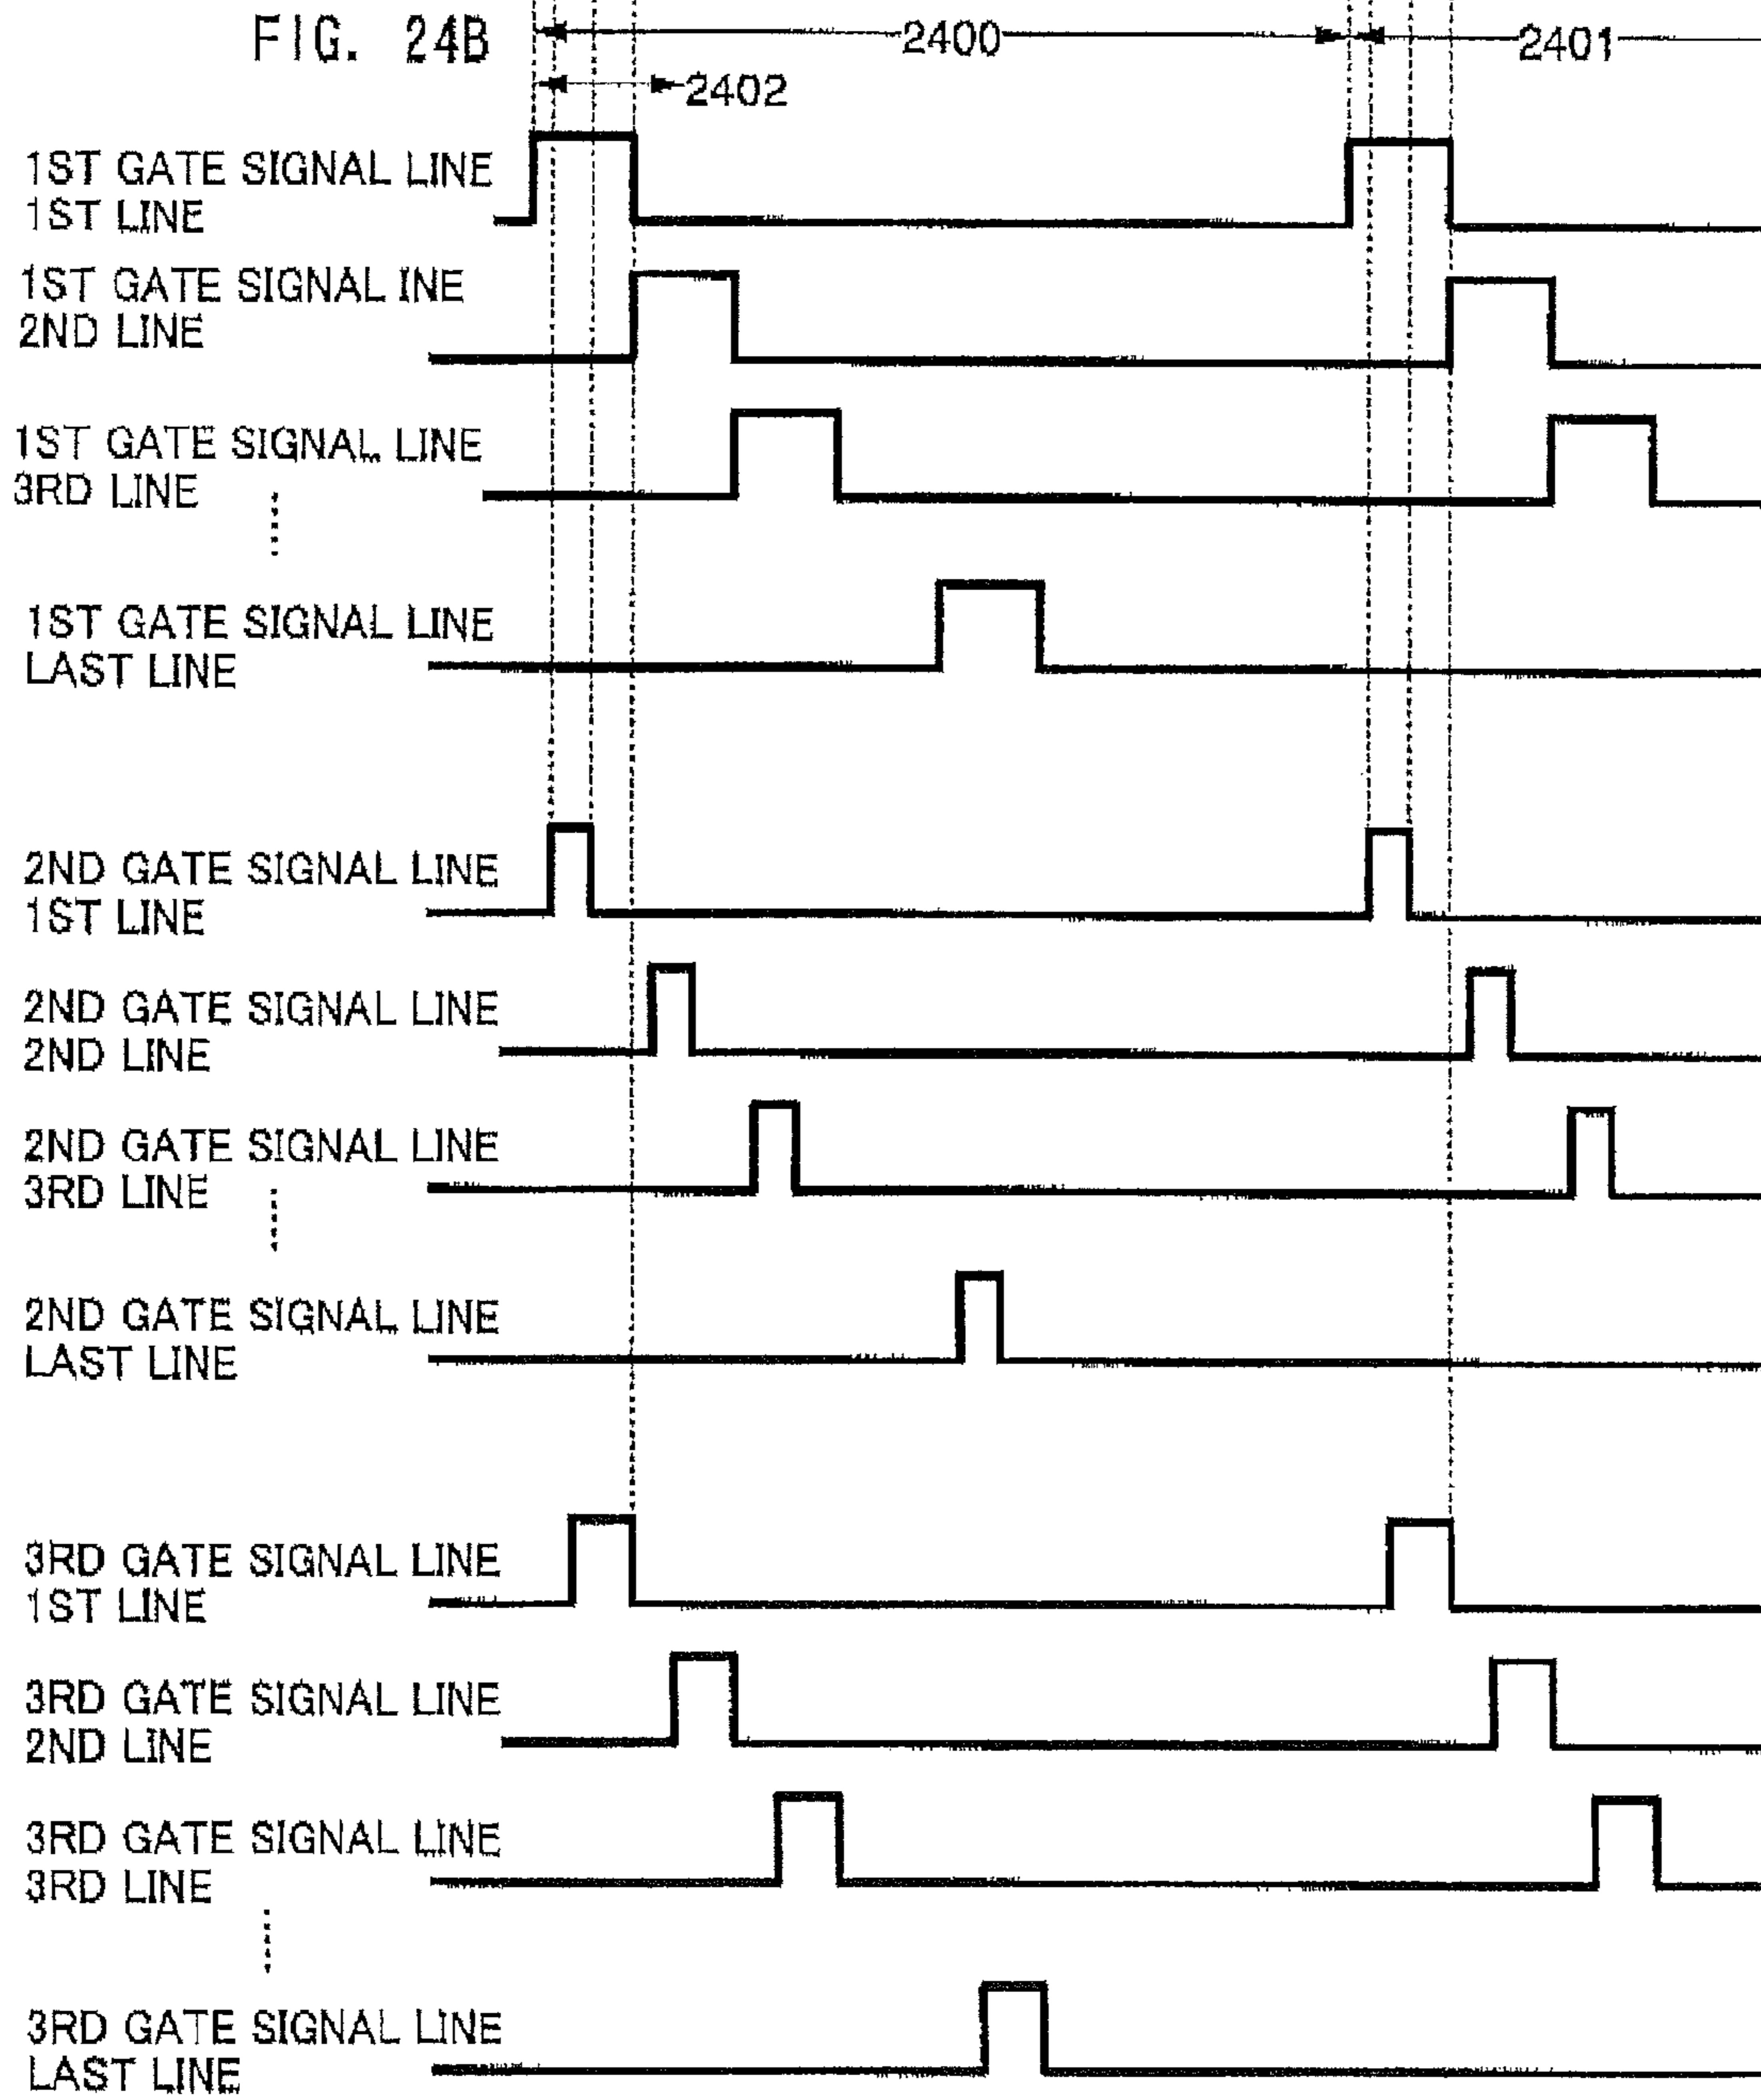 FIG. 24B
2400
2401
2402
1ST GATE SIGNAL LINE
1ST LINE
1ST GATE SIGNAL INE
2ND LINE
1ST GATE SIGNAL LINE
3RD LINE
1ST GATE SIGNAL LINE
LAST LINE
2ND GATE SIGNAL LINE
1ST LINE
2ND GATE SIGNAL LINE
2ND LINE
2ND GATE SIGNAL LINE
3RD LINE
2ND GATE SIGNAL LINE
LAST LINE
3RD GATE SIGNAL LINE
1ST LINE
3RD GATE SIGNAL LINE
2ND LINE
3RD GATE SIGNAL LINE
3RD LINE
3RD GATE SIGNAL LINE
LAST LINE